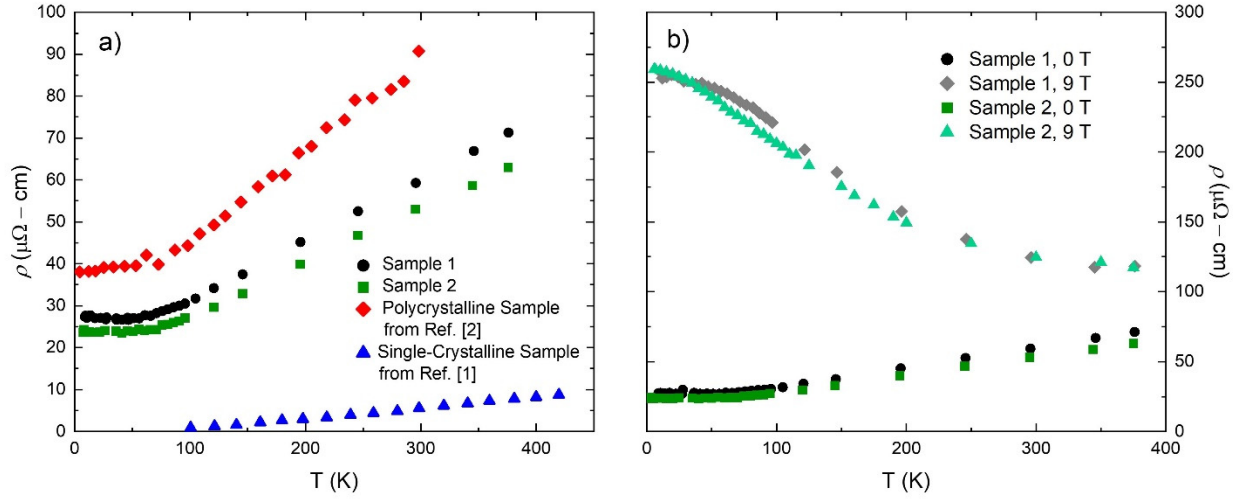 a)
100
90
80
70
60
50
40
30
20
10
0
ρ (μΩ – cm)
0
100
200
300
400
T (K)
Sample 1
Sample 2
Polycrystalline Sample
from Ref. [2]
Single-Crystalline Sample
from Ref. [1]
b)
Sample 1, 0 T
Sample 1, 9 T
Sample 2, 0 T
Sample 2, 9 T
300
250
200
150
100
50
0
ρ (μΩ – cm)
0
100
200
300
400
T (K)